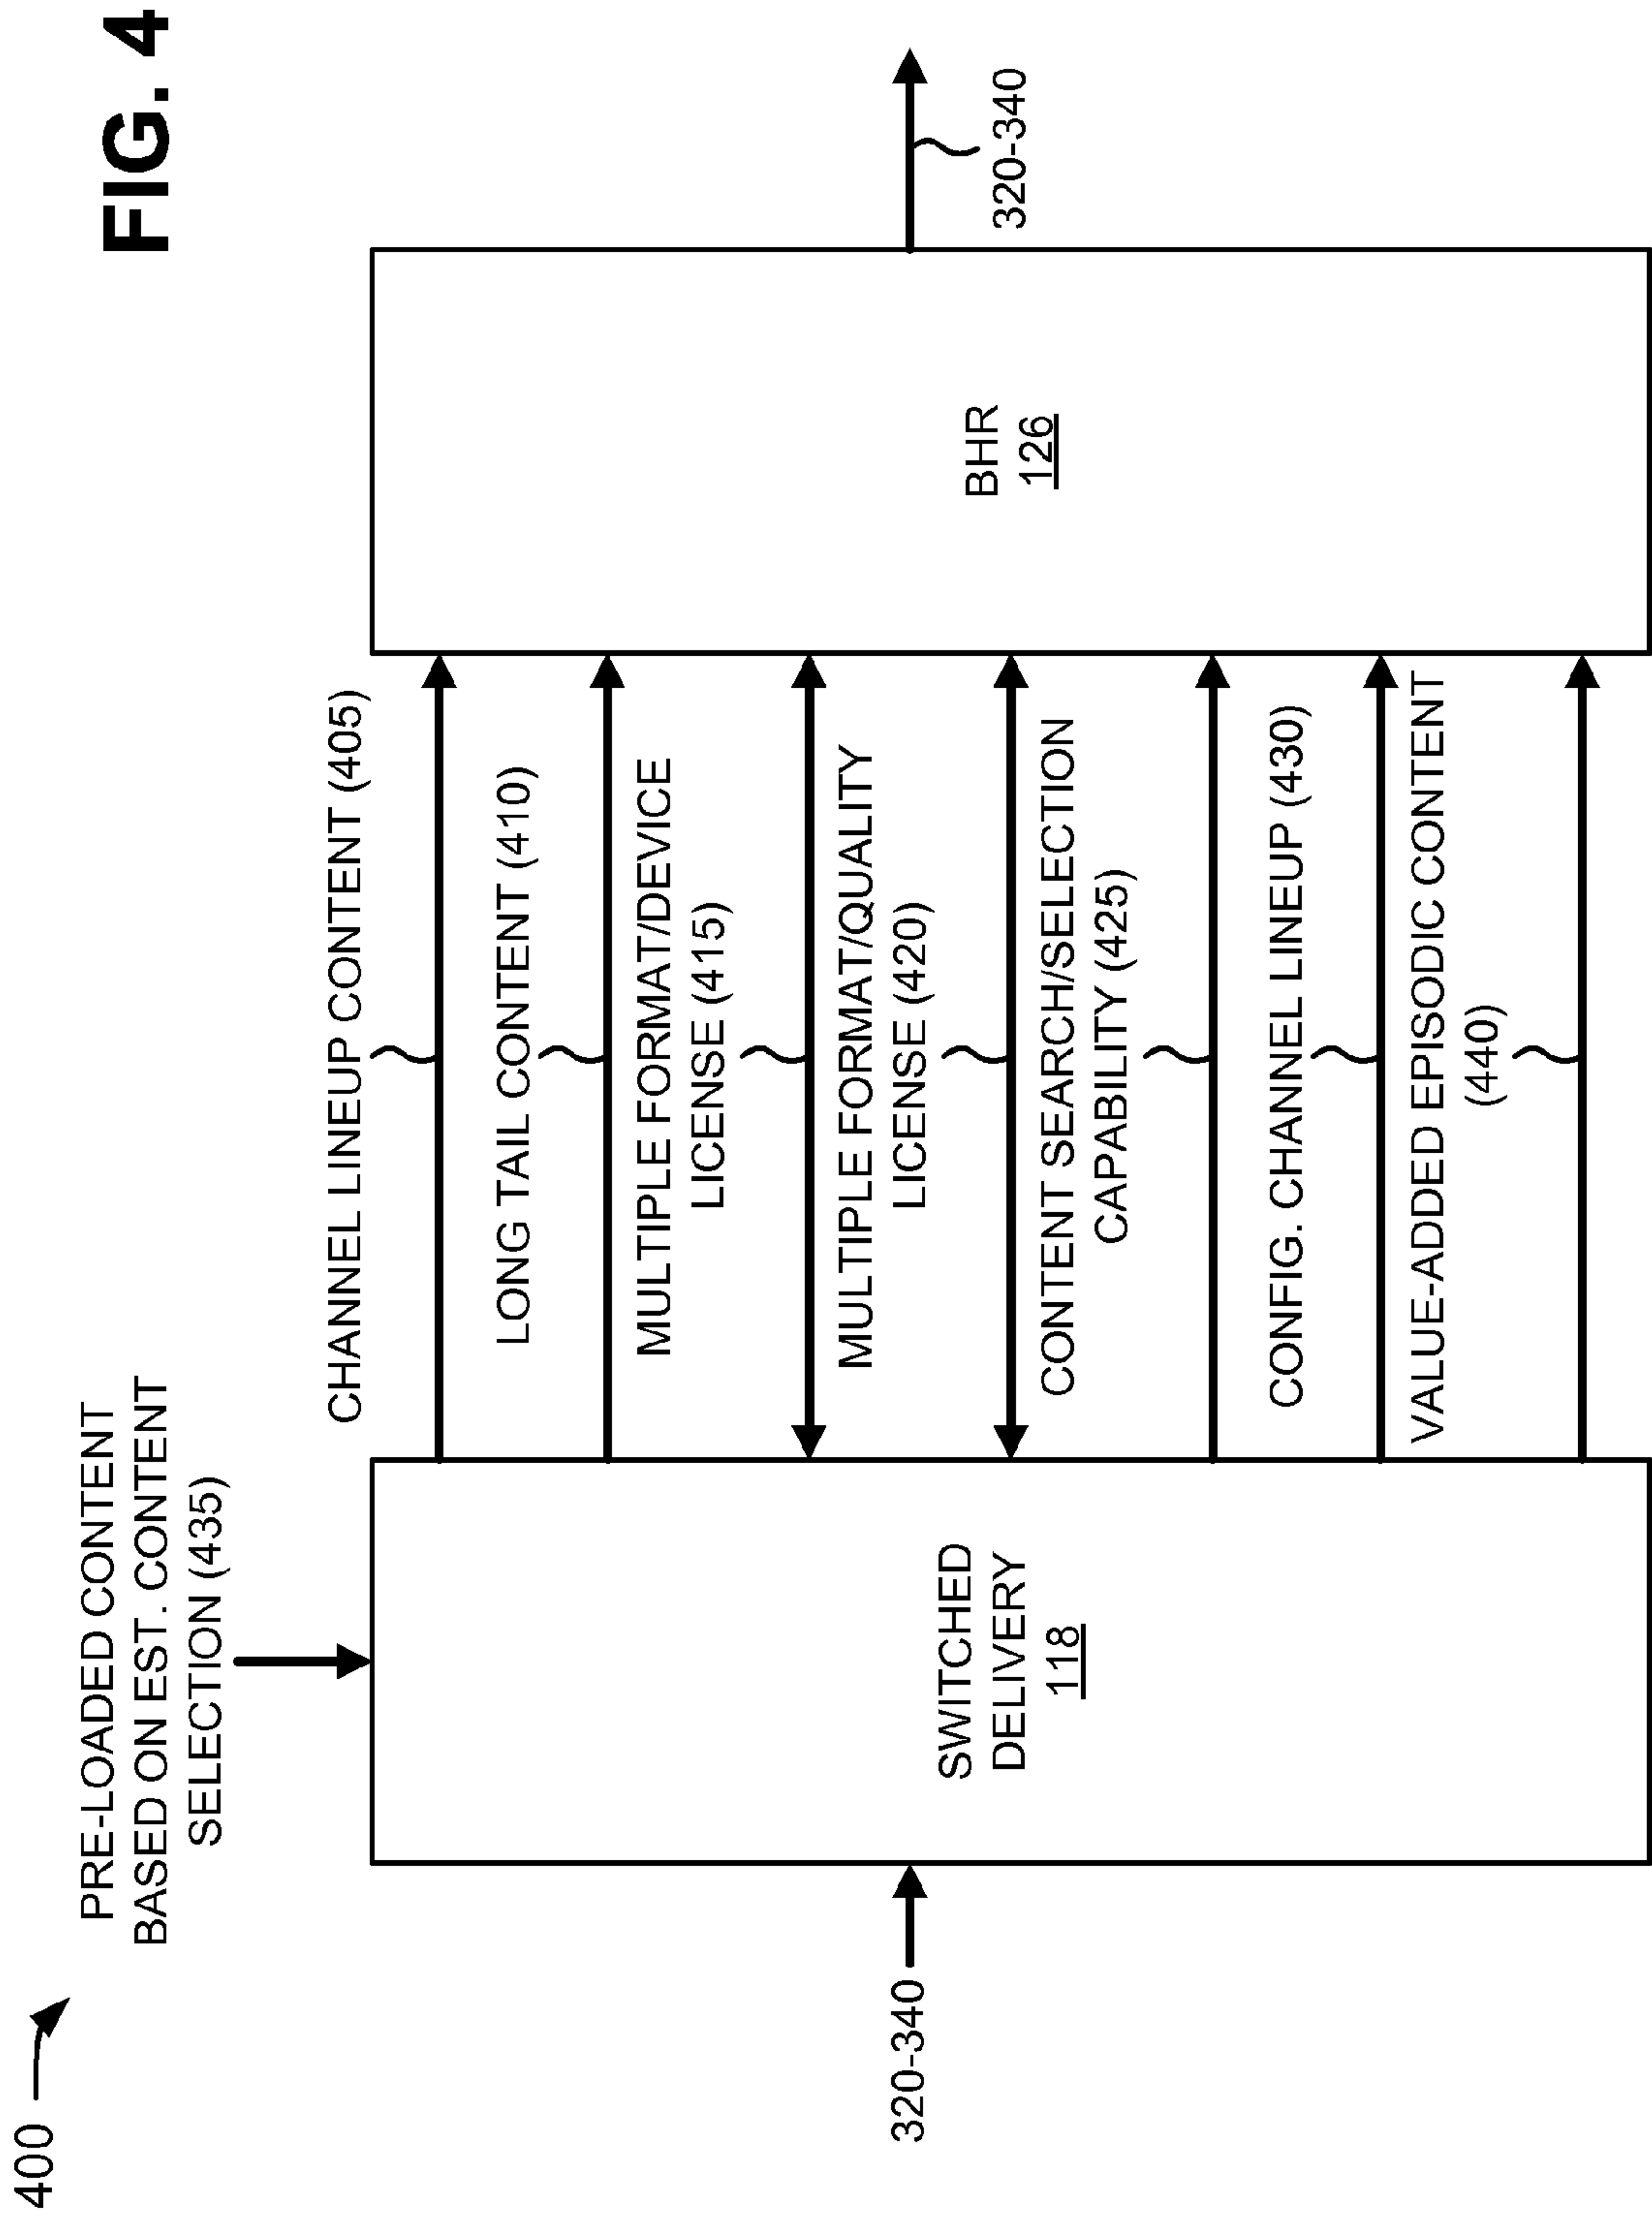 FIG. 4
400
PRE-LOADED CONTENT
BASED ON EST. CONTENT
SELECTION (435)
CHANNEL LINEUP CONTENT (405)
LONG TAIL CONTENT (410)
MULTIPLE FORMAT/DEVICE
LICENSE (415)
MULTIPLE FORMAT/QUALITY
LICENSE (420)
CONTENT SEARCH/SELECTION
CAPABILITY (425)
CONFIG. CHANNEL LINEUP (430)
VALUE-ADDED EPISODIC CONTENT
(440)
320-340
SWITCHED
DELIVERY
118
BHR
126
320-340